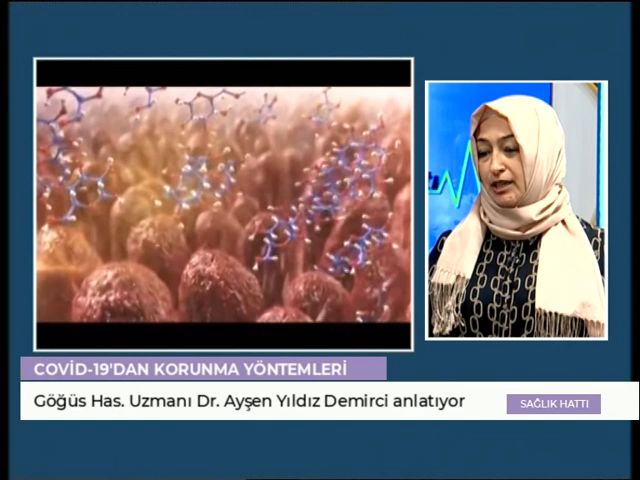 COVİD-19'DAN KORUNMA YÖNTEMLERİ
Göğüs Has. Uzmanı Dr. Ayşen Yıldız Demirci anlatıyor
SAĞLIK HATTI